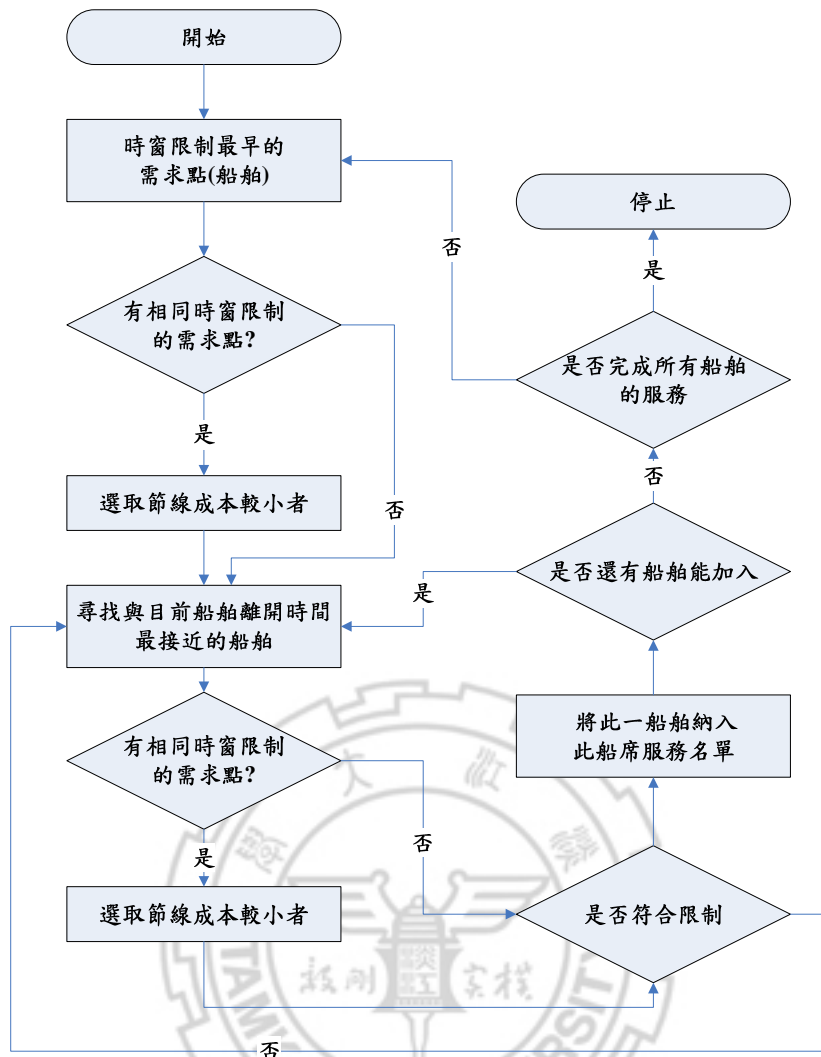 開始
時窗限制最早的
需求點(船舶)
有相同時窗限制
的需求點?
是
否
選取節線成本較小者
尋找與目前船舶離開時間
最接近的船舶
有相同時窗限制
的需求點?
是
否
選取節線成本較小者
是否符合限制
否
將此一船舶納入
此船席服務名單
是否還有船舶能加入
是
否
是否完成所有船舶
的服務
否
是
停止